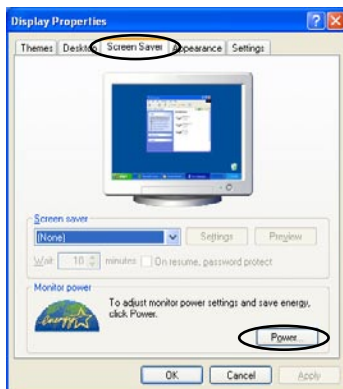 Display Properties
Themes Desktop Screen Saver Appearance Settings
Screen saver
(None) Settings Preview
Wait: 10 minutes On resume, password protect
Monitor power
To adjust monitor power settings and save energy,
click Power.
energy
Power...
OK Cancel Apply